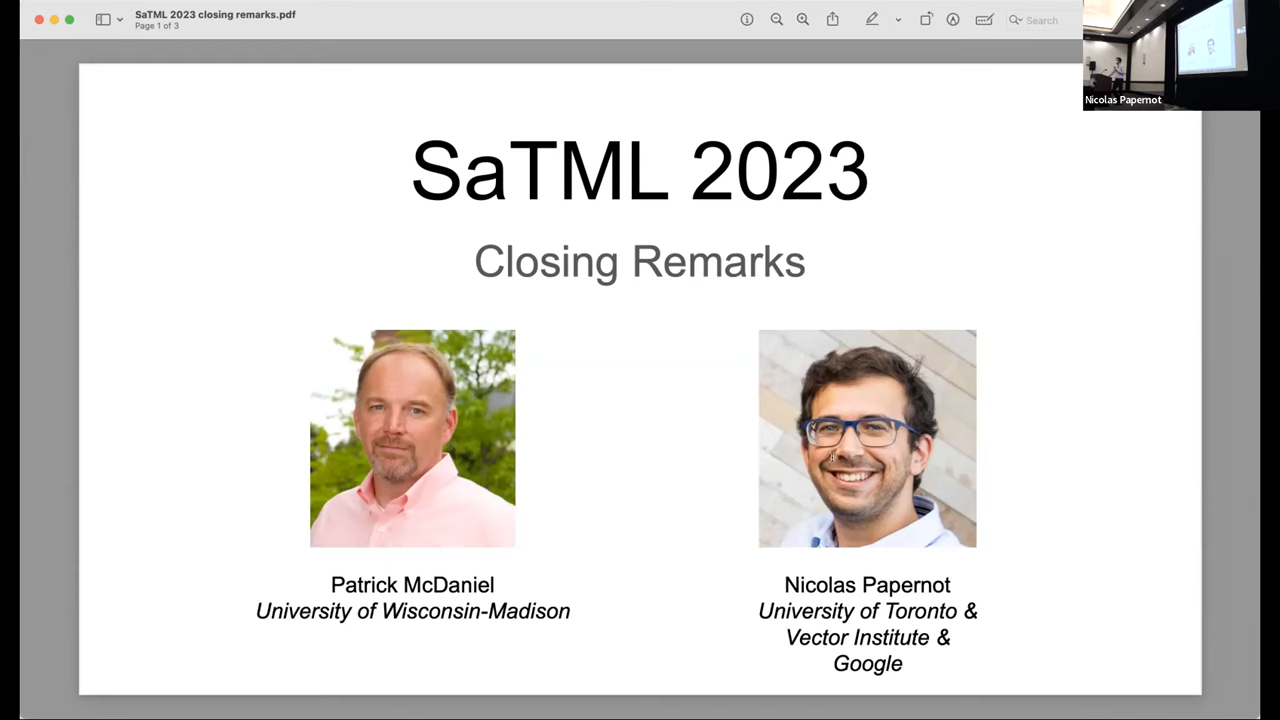 SaTML 2023 closing remarks.pdf
Page 1 of 3
Search
Nicolas Papernot
SaTML 2023
Closing Remarks
Patrick McDaniel
University of Wisconsin-Madison
Nicolas Papernot
University of Toronto &
Vector Institute &
Google